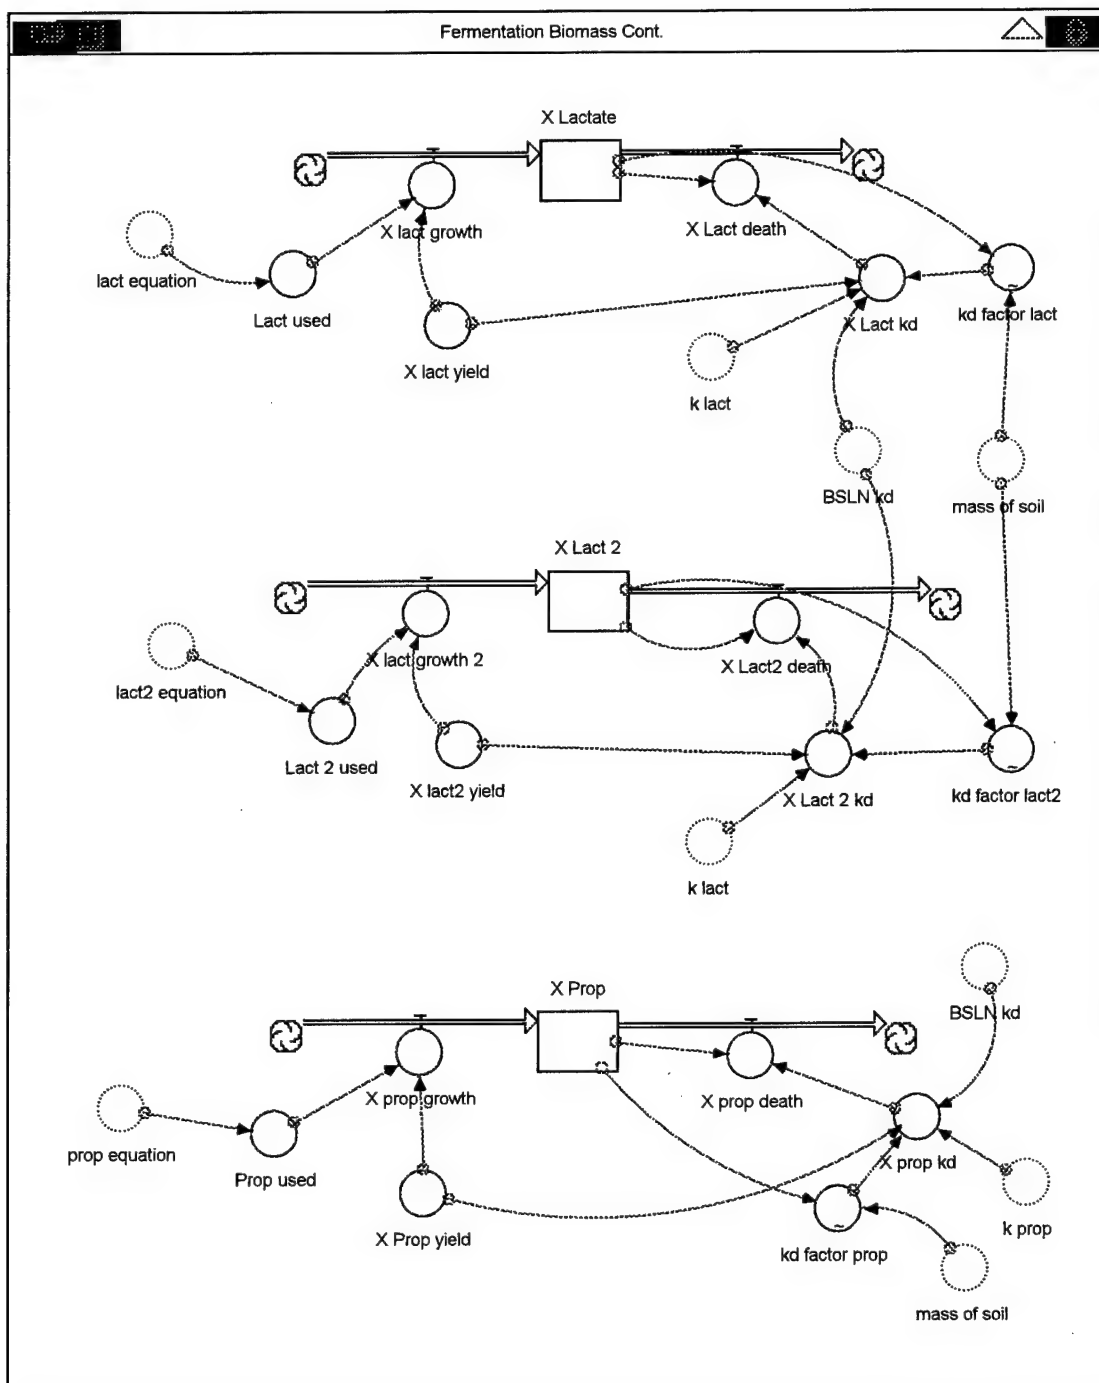 Fermentation Biomass Cont.
X Lactate
X lact growth
X Lact death
lact equation
Lact used
X Lact kd
kd factor lact
X lact yield
k lact
BSLN kd
mass of soil
X Lact 2
X lact growth 2
X Lact2 death
lact2 equation
Lact 2 used
X lact2 yield
X Lact 2 kd
kd factor lact2
k lact
X Prop
BSLN kd
X prop growth
X prop death
prop equation
Prop used
X prop kd
X Prop yield
kd factor prop
k prop
mass of soil